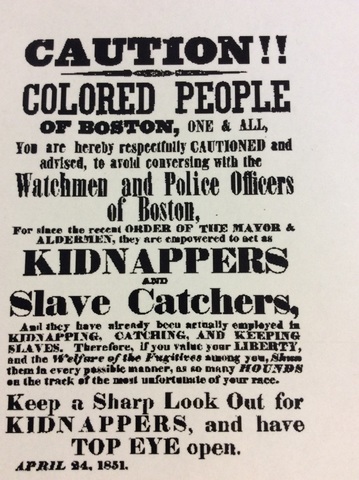 CAUTION!!
COLORED PEOPLE
OF BOSTON, ONE & ALL,
You are hereby respectfully CAUTIONED and
advised, to avoid conversing with the
Watchmen and Police Officers
of Boston,
For since the recent ORDER OF THE MAYOR &
ALDERMEN, they are empowered to act as
KIDNAPPERS
AND
Slave Catchers,
And they have already been actually employed in
KIDNAPPING, CATCHING, AND KEEPING
SLAVES. Therefore, if you value your LIBERTY,
and the Welfare of the Fugitives among you, Shun
them in every possible manner, as so many HOUNDS
on the track of the most unfortunate of your race.
Keep a Sharp Look Out for
KIDNAPPERS, and have
TOP EYE open.
APRIL 24, 1851.